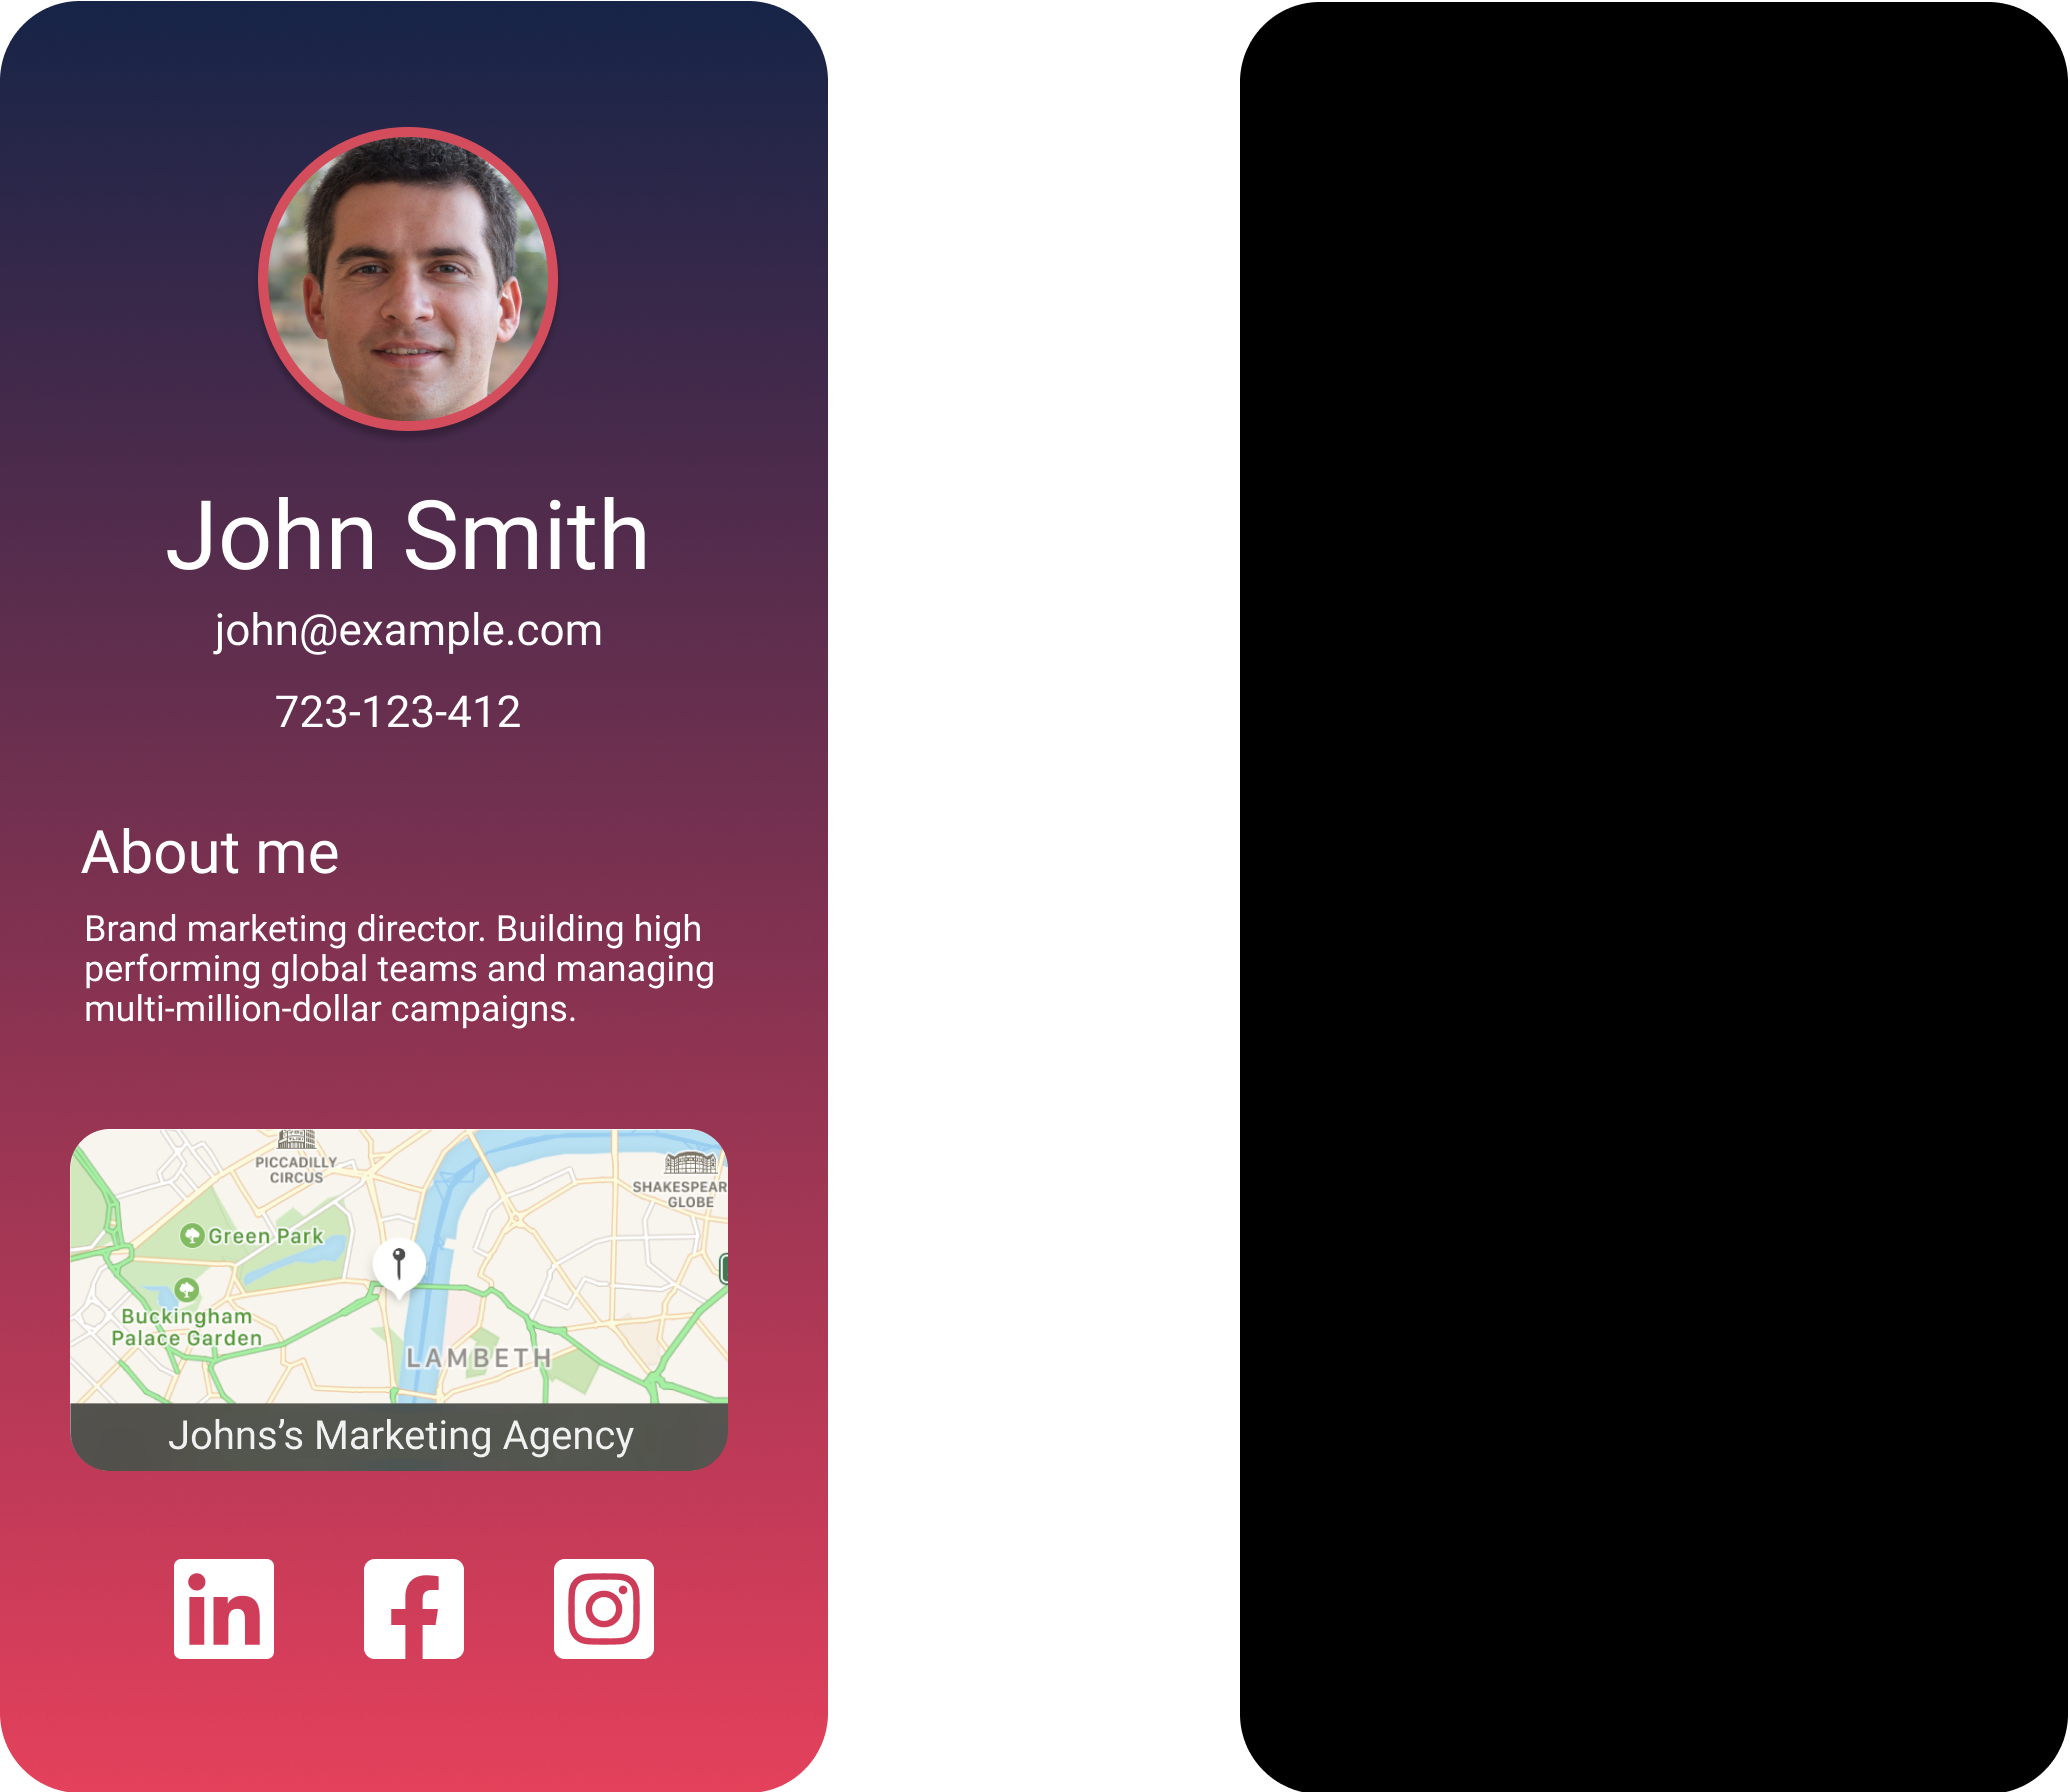 John Smith
john@example.com
723-123-412
About me
Brand marketing director. Building high
performing global teams and managing
multi-million-dollar campaigns.
PICCADILLY
CIRCUS
SHAKESPEAR
GLOBE
Green Park
Buckingham
Palace Garden
LAMBETH
Johns’s Marketing Agency
in
f